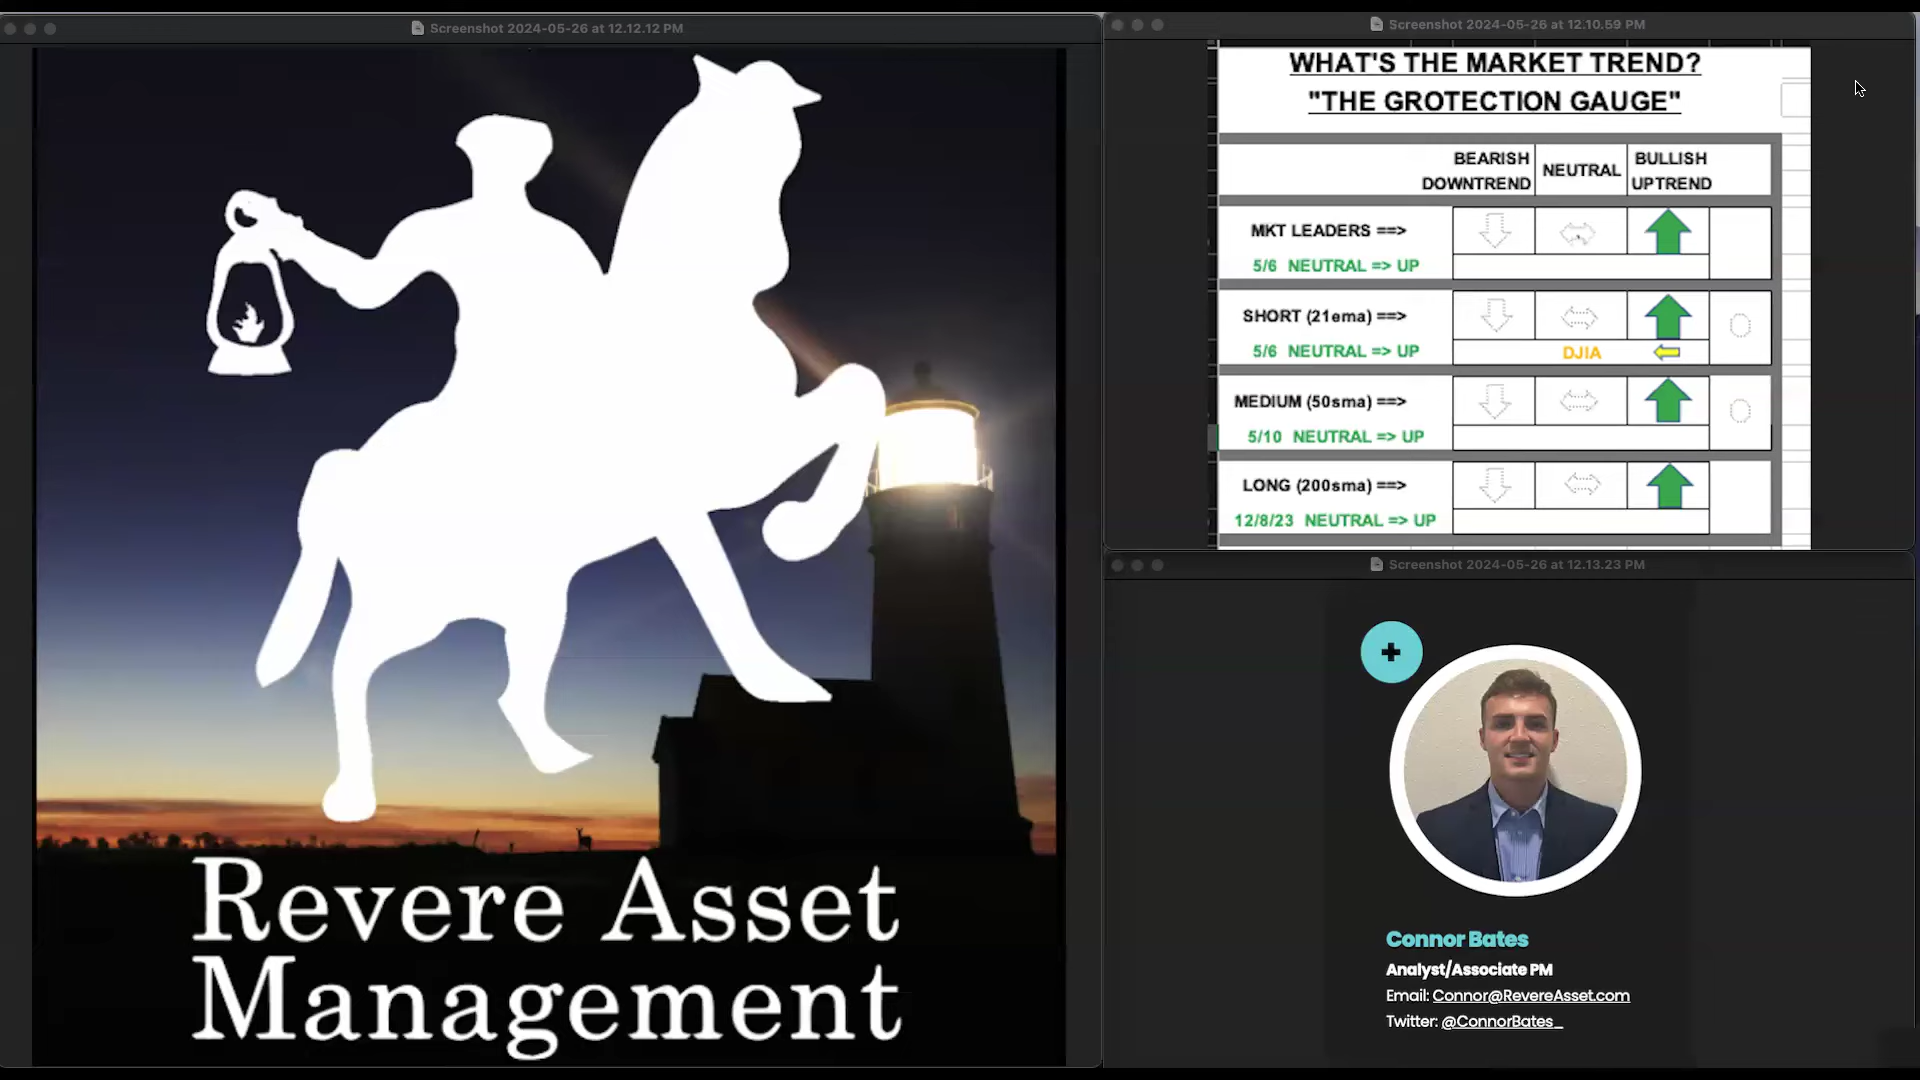 Screenshot 2024-05-26 at 12.12.12 PM
Revere Asset
Management
Screenshot 2024-05-26 at 12.10.59 PM
WHAT'S THE MARKET TREND?
"THE GROTECTION GAUGE"
BEARISH DOWNTREND NEUTRAL BULLISH UPTREND
MKT LEADERS ==>
5/6 NEUTRAL => UP
SHORT (21ema) ==>
5/6 NEUTRAL => UP DJIA
MEDIUM (50sma) ==>
5/10 NEUTRAL => UP
LONG (200sma) ==>
12/8/23 NEUTRAL => UP
Screenshot 2024-05-26 at 12.13.23 PM
Connor Bates
Analyst/Associate PM
Email: Connor@RevereAsset.com
Twitter: @ConnorBates_